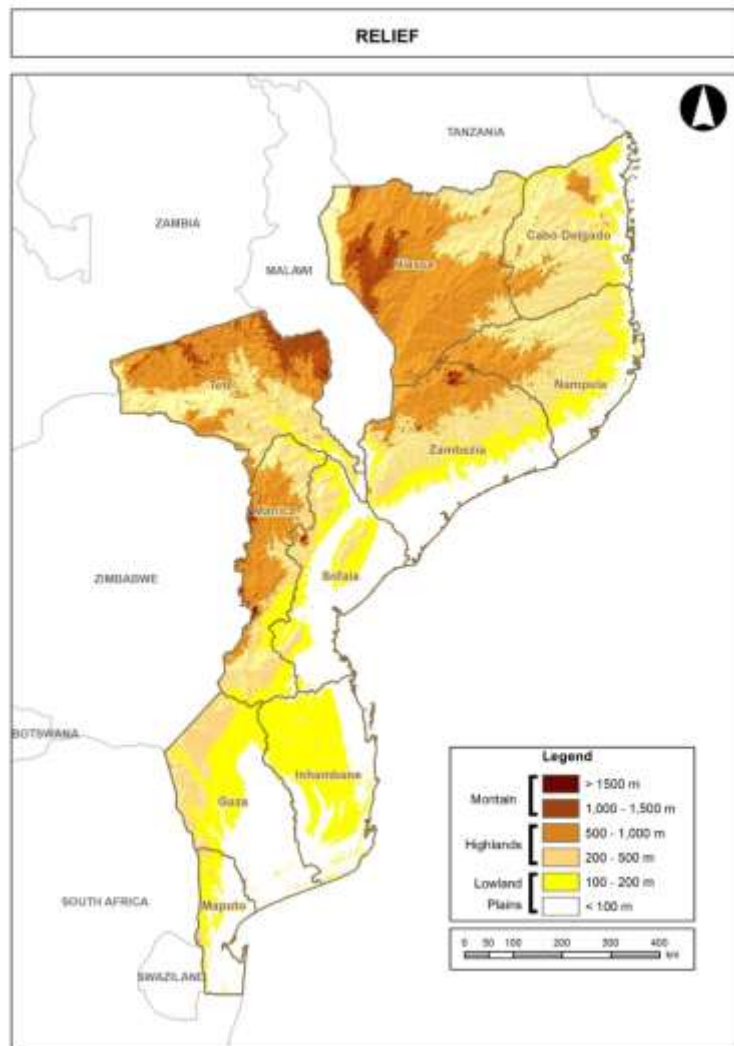 RELIEF
TANZANIA
ZAMBIA
Cabo Delgado
MALAWI
Niassa
Tete
Nampula
Zambezia
Manica
Sofala
ZIMBABWE
BOTSWANA
Inhambane
Gaza
SOUTH AFRICA
Maputo
SWAZILAND
Legend
Montain
> 1500 m
1,000 - 1,500 m
Highlands
500 - 1,000 m
200 - 500 m
Lowland
100 - 200 m
Plains
< 100 m
0 50 100 200 300 400
km